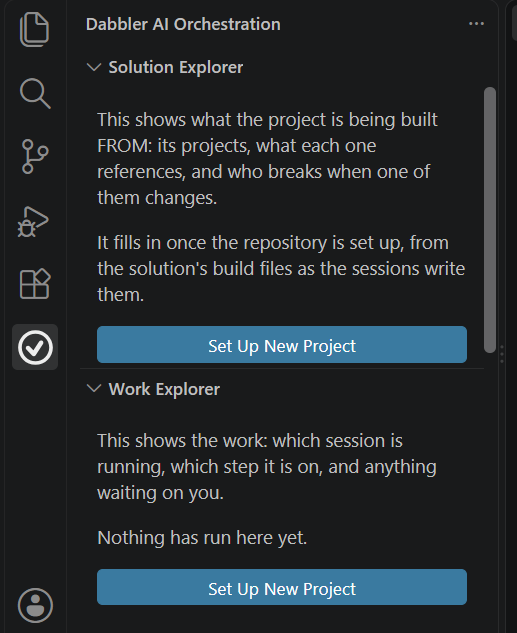 Dabbler AI Orchestration
Solution Explorer
This shows what the project is being built
FROM: its projects, what each one
references, and who breaks when one of
them changes.
It fills in once the repository is set up, from
the solution's build files as the sessions write
them.
Set Up New Project
Work Explorer
This shows the work: which session is
running, which step it is on, and anything
waiting on you.
Nothing has run here yet.
Set Up New Project